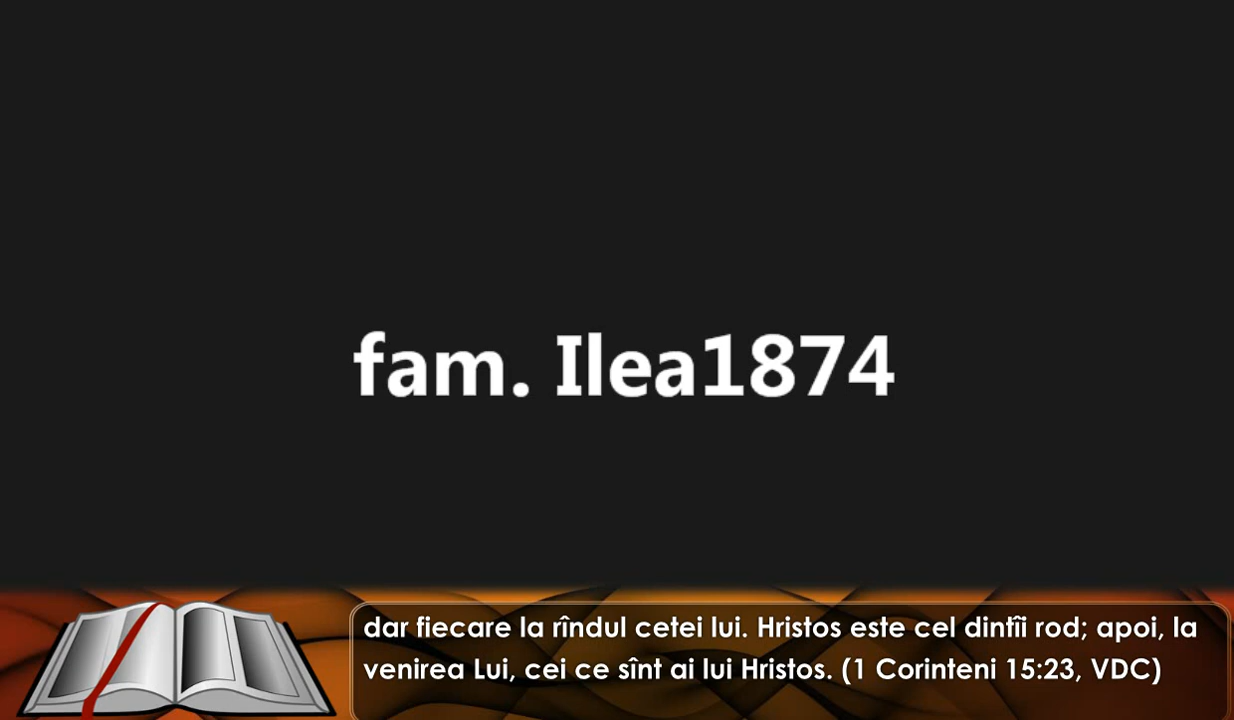 fam. Ilea1874
dar fiecare la rîndul cetei lui. Hristos este cel dintîi rod; apoi, la
venirea Lui, cei ce sînt ai lui Hristos. (1 Corinteni 15:23, VDC)